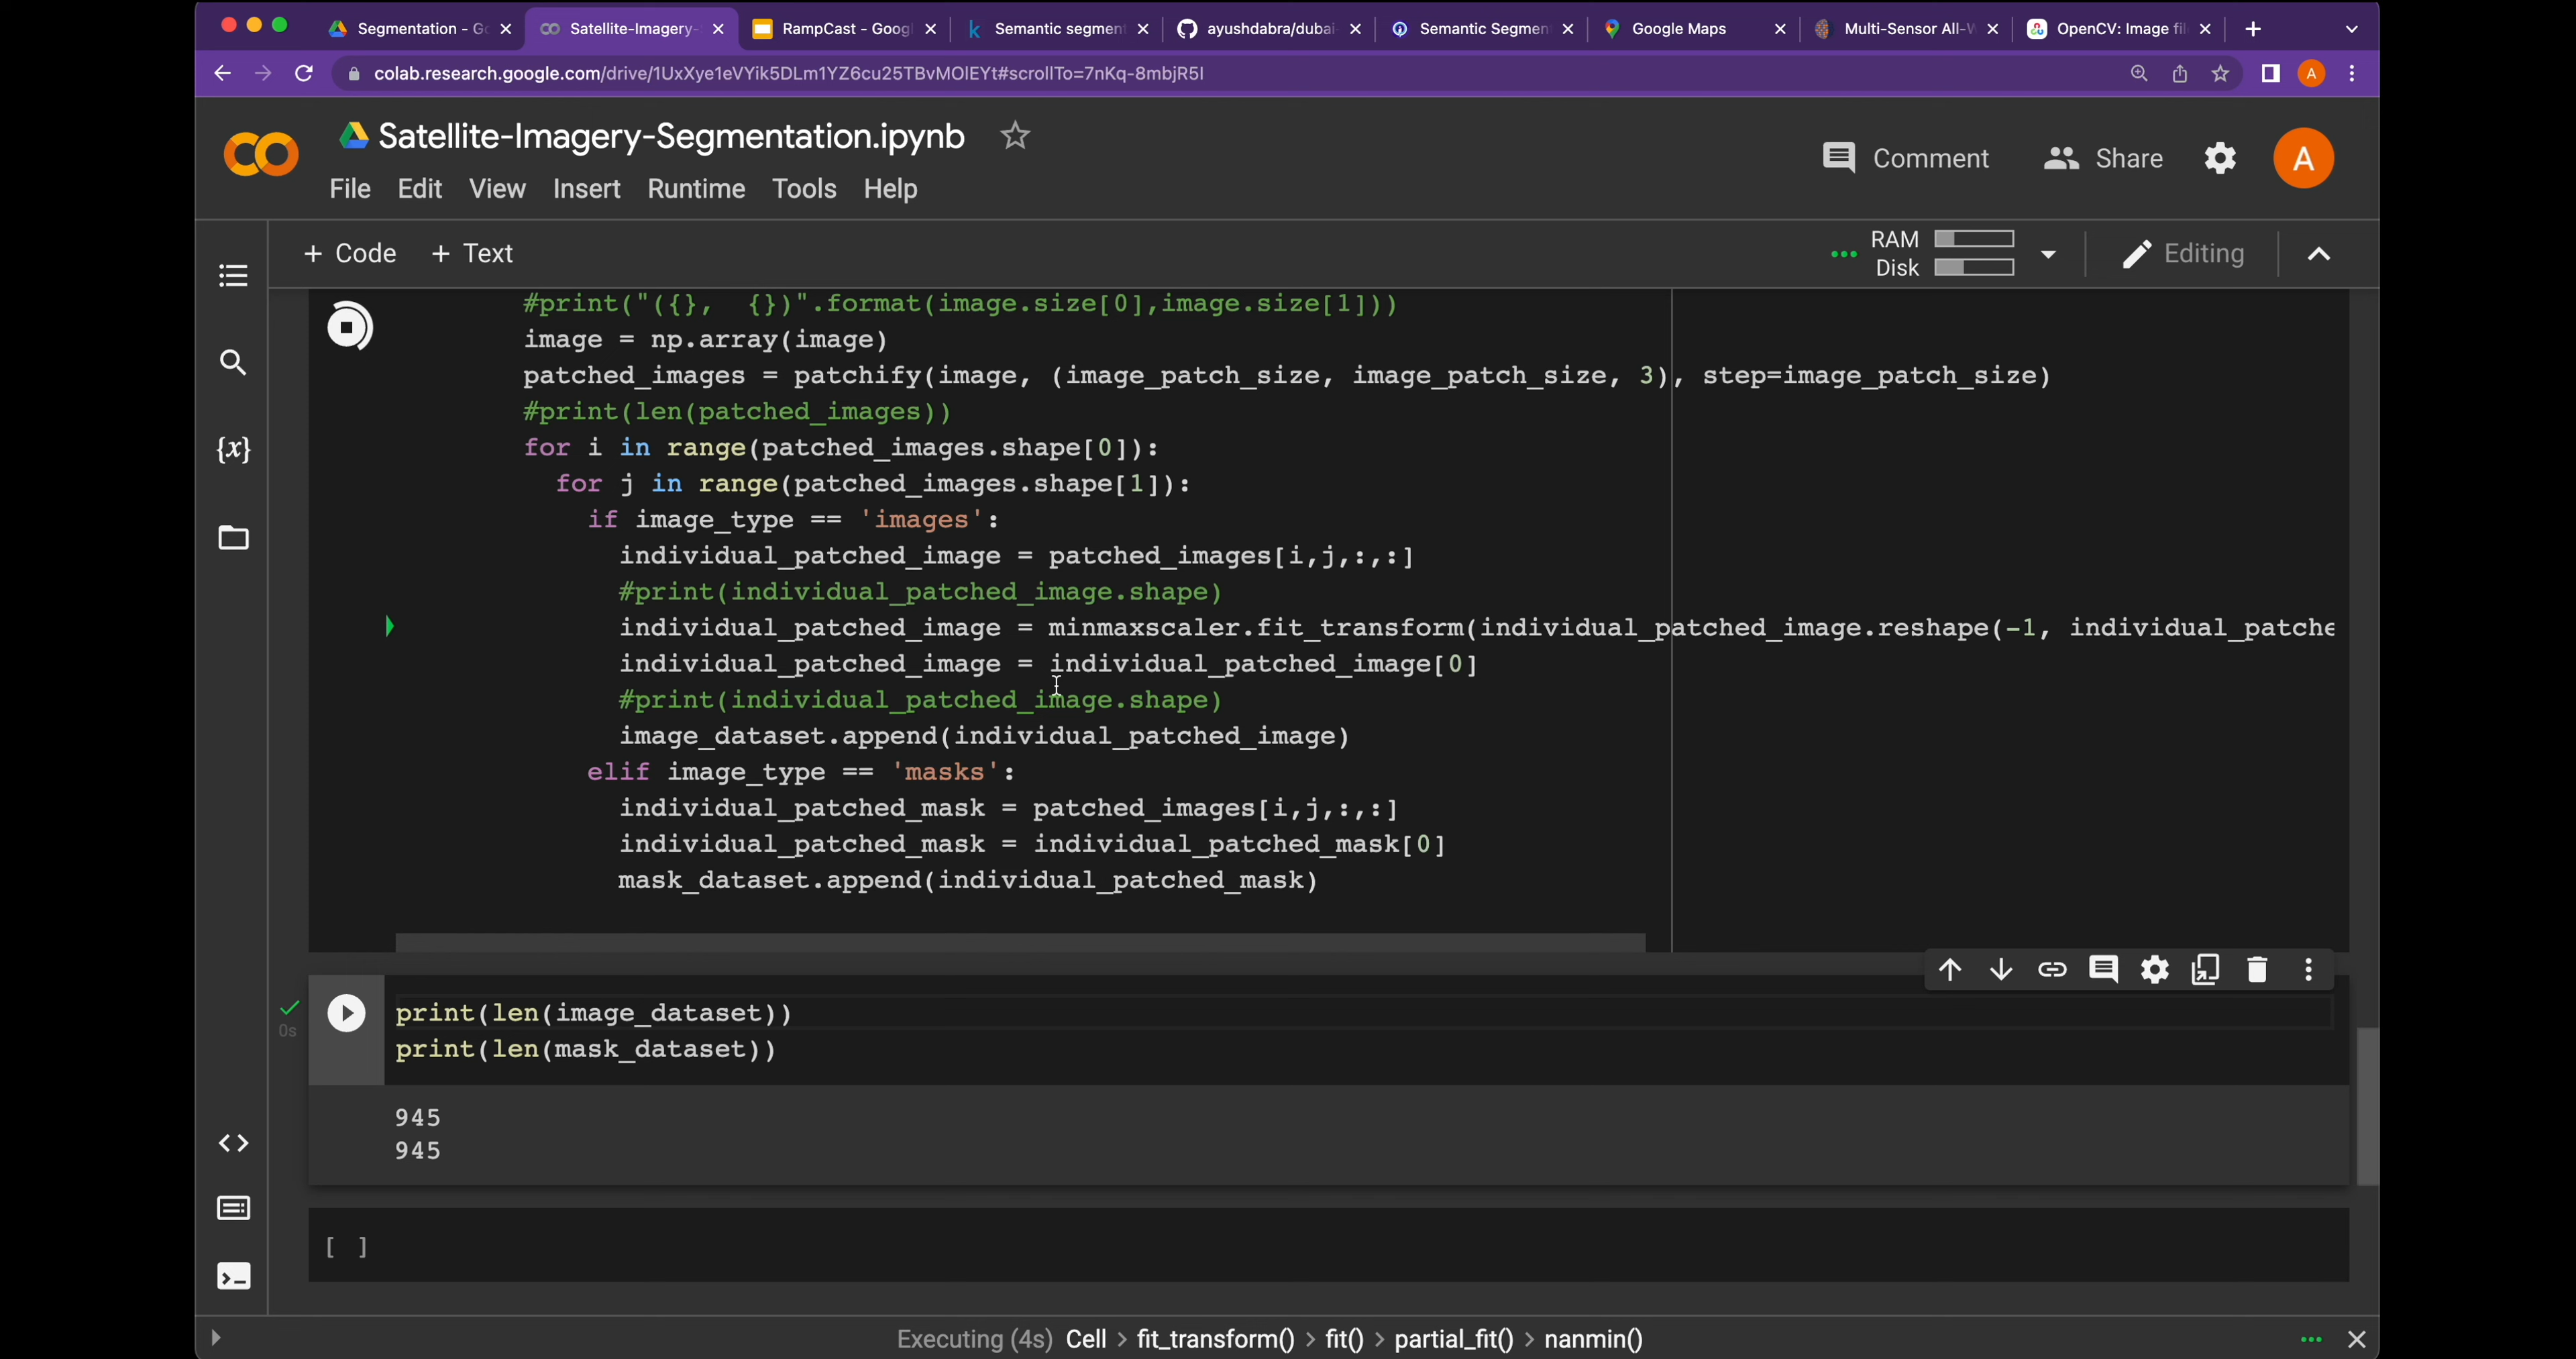 Segmentation - Go
Satellite-Imagery-
RampCast - Googl
Semantic segment
ayushdabra/dubai-
Semantic Segmen
Google Maps
Multi-Sensor All-W
OpenCV: Image fil
colab.research.google.com/drive/1UxXye1eVYik5DLm1YZ6cu25TBvMOlEYt#scrollTo=7nKq-8mbjR5I
A
Satellite-Imagery-Segmentation.ipynb
Comment
Share
A
File Edit View Insert Runtime Tools Help
+ Code + Text
RAM
Disk
Editing
#print("({},  {})".format(image.size[0],image.size[1]))
image = np.array(image)
patched_images = patchify(image, (image_patch_size, image_patch_size, 3), step=image_patch_size)
#print(len(patched_images))
for i in range(patched_images.shape[0]):
for j in range(patched_images.shape[1]):
if image_type == 'images':
individual_patched_image = patched_images[i,j,:,:]
#print(individual_patched_image.shape)
individual_patched_image = minmaxscaler.fit_transform(individual_patched_image.reshape(-1, individual_patche
individual_patched_image = individual_patched_image[0]
#print(individual_patched_image.shape)
image_dataset.append(individual_patched_image)
elif image_type == 'masks':
individual_patched_mask = patched_images[i,j,:,:]
individual_patched_mask = individual_patched_mask[0]
mask_dataset.append(individual_patched_mask)
0s
print(len(image_dataset))
print(len(mask_dataset))
945
945
[ ]
Executing (4s) Cell > fit_transform() > fit() > partial_fit() > nanmin()